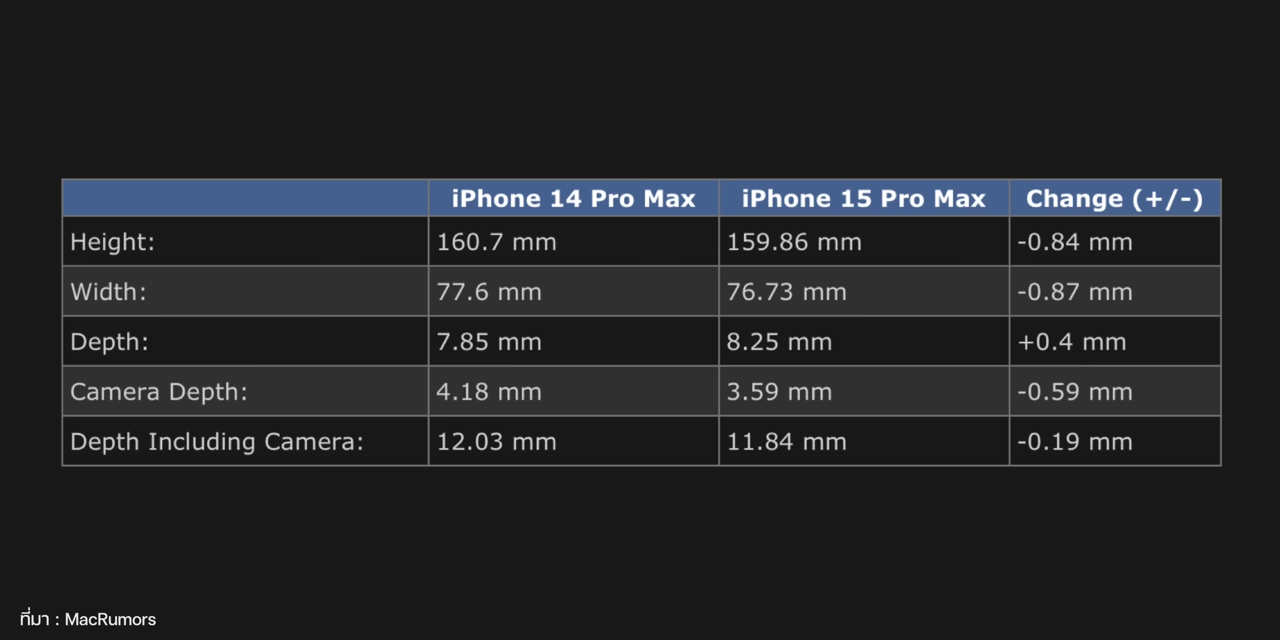 iPhone 14 Pro Max iPhone 15 Pro Max Change (+/-)
Height: 160.7 mm 159.86 mm -0.84 mm
Width: 77.6 mm 76.73 mm -0.87 mm
Depth: 7.85 mm 8.25 mm +0.4 mm
Camera Depth: 4.18 mm 3.59 mm -0.59 mm
Depth Including Camera: 12.03 mm 11.84 mm -0.19 mm
ที่มา : MacRumors